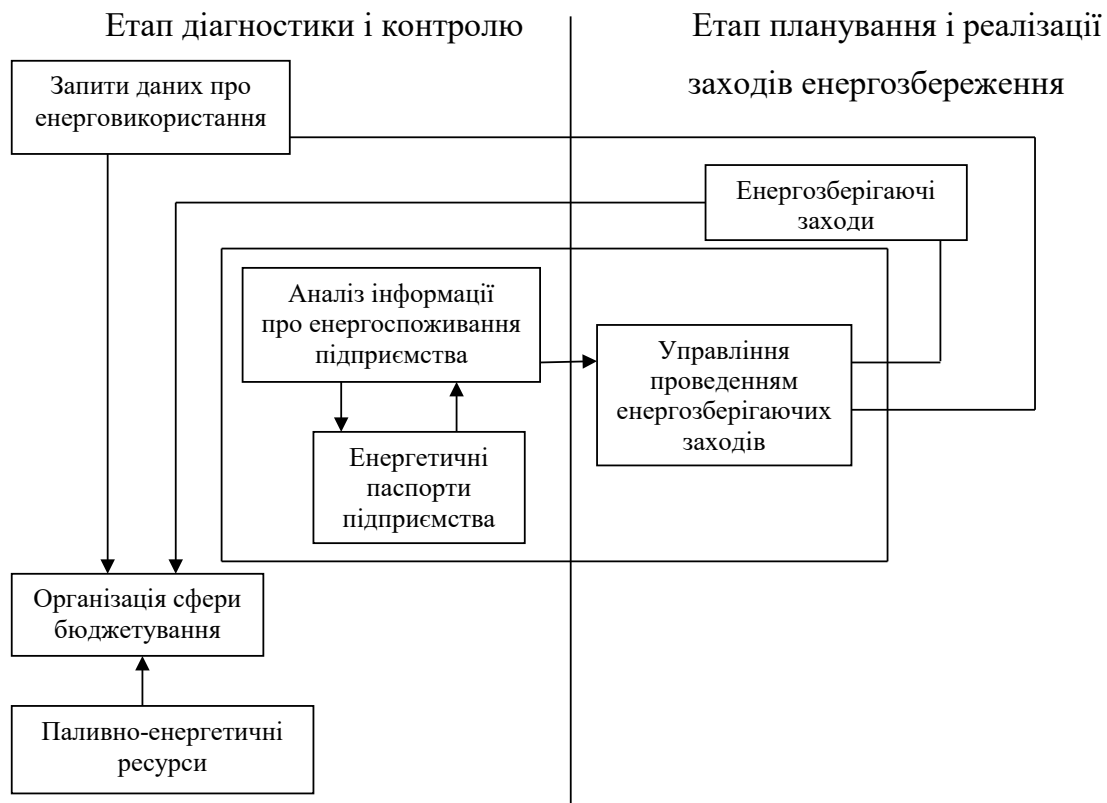 Етап діагностики і контролю
Етап планування і реалізації
заходів енергозбереження
Запити даних про
енерговикористання
Енергозберігаючі
заходи
Аналіз інформації
про енергоспоживання
підприємства
Управління
проведенням
енергозберігаючих
заходів
Енергетичні
паспорти
підприємства
Організація сфери
бюджетування
Паливно-енергетичні
ресурси